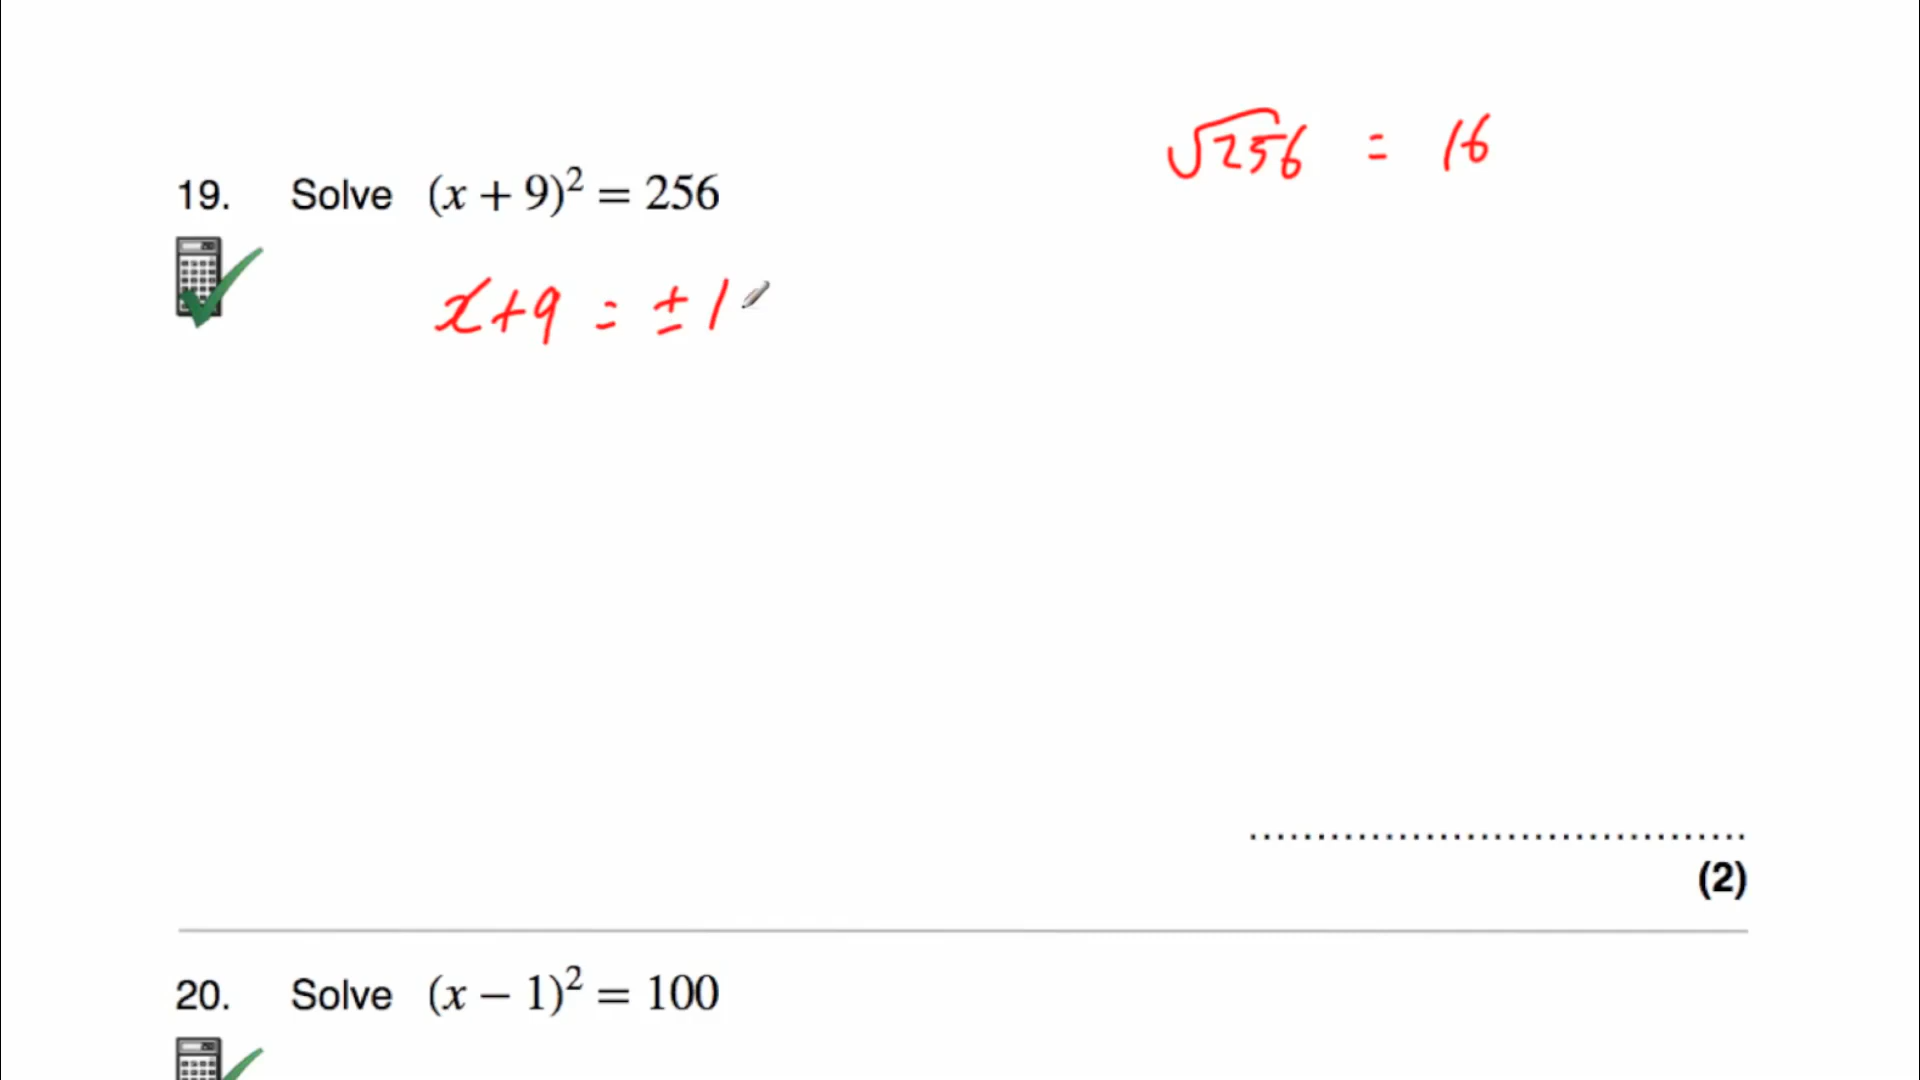 √256 = 16
19. Solve (x + 9)² = 256
x+9 = ±1
(2)
20. Solve (x − 1)² = 100